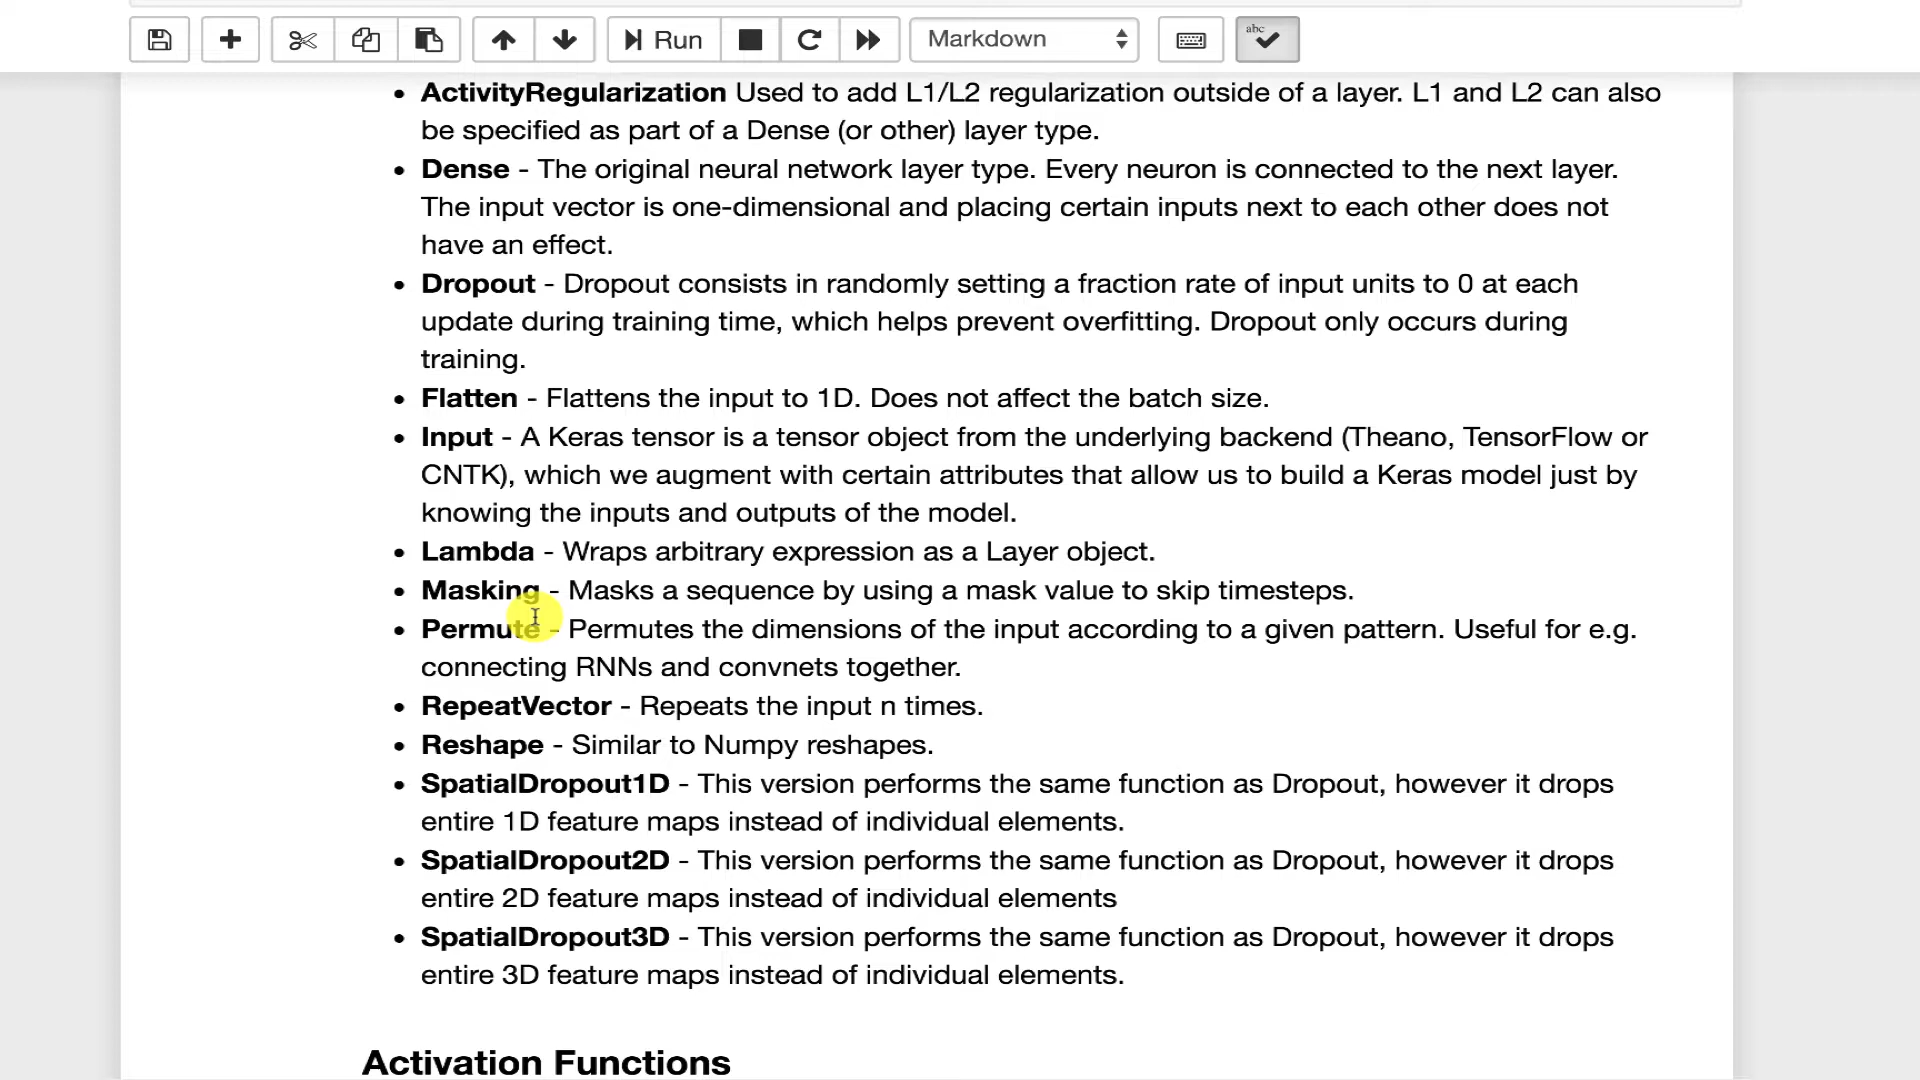 Run
Markdown
abc
ActivityRegularization Used to add L1/L2 regularization outside of a layer. L1 and L2 can also
be specified as part of a Dense (or other) layer type.
Dense - The original neural network layer type. Every neuron is connected to the next layer.
The input vector is one-dimensional and placing certain inputs next to each other does not
have an effect.
Dropout - Dropout consists in randomly setting a fraction rate of input units to 0 at each
update during training time, which helps prevent overfitting. Dropout only occurs during
training.
Flatten - Flattens the input to 1D. Does not affect the batch size.
Input - A Keras tensor is a tensor object from the underlying backend (Theano, TensorFlow or
CNTK), which we augment with certain attributes that allow us to build a Keras model just by
knowing the inputs and outputs of the model.
Lambda - Wraps arbitrary expression as a Layer object.
Masking - Masks a sequence by using a mask value to skip timesteps.
Permute - Permutes the dimensions of the input according to a given pattern. Useful for e.g.
connecting RNNs and convnets together.
RepeatVector - Repeats the input n times.
Reshape - Similar to Numpy reshapes.
SpatialDropout1D - This version performs the same function as Dropout, however it drops
entire 1D feature maps instead of individual elements.
SpatialDropout2D - This version performs the same function as Dropout, however it drops
entire 2D feature maps instead of individual elements
SpatialDropout3D - This version performs the same function as Dropout, however it drops
entire 3D feature maps instead of individual elements.
Activation Functions